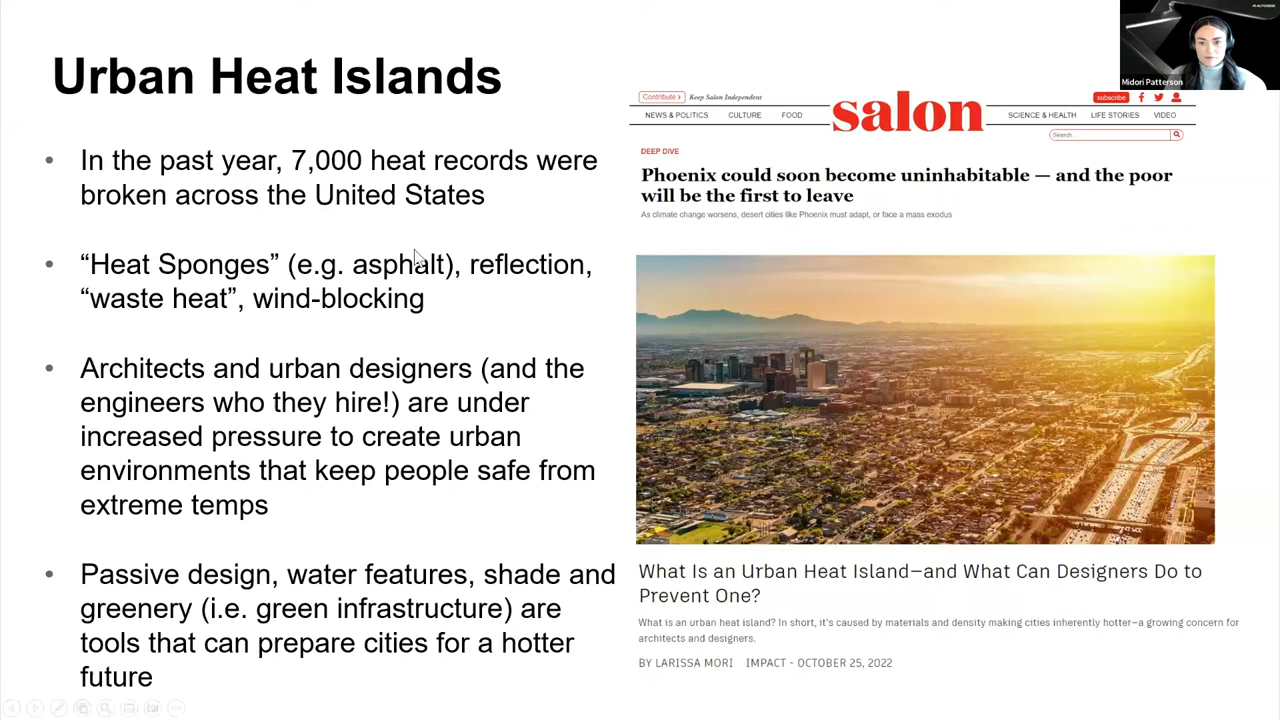 Urban Heat Islands
• In the past year, 7,000 heat records were
broken across the United States
• “Heat Sponges” (e.g. asphalt), reflection,
“waste heat”, wind-blocking
• Architects and urban designers (and the
engineers who they hire!) are under
increased pressure to create urban
environments that keep people safe from
extreme temps
• Passive design, water features, shade and
greenery (i.e. green infrastructure) are
tools that can prepare cities for a hotter
future
AUTODESK
Midori Patterson
Contribute > Keep Salon Independent
subscribe
NEWS & POLITICS CULTURE FOOD salon SCIENCE & HEALTH LIFE STORIES VIDEO
Search...
DEEP DIVE
Phoenix could soon become uninhabitable — and the poor
will be the first to leave
As climate change worsens, desert cities like Phoenix must adapt, or face a mass exodus
What Is an Urban Heat Island—and What Can Designers Do to
Prevent One?
What is an urban heat island? In short, it’s caused by materials and density making cities inherently hotter—a growing concern for
architects and designers.
BY LARISSA MORI IMPACT - OCTOBER 25, 2022